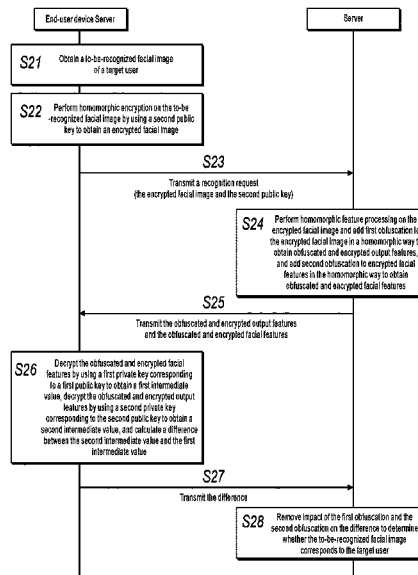 End-user device Server
Server
S21
Obtain a to-be-recognized facial image
of a target user
S22
Perform homomorphic encryption on the to-be
-recognized facial image by using a second public
key to obtain an encrypted facial image
S23
Transmit a recognition request
(the encrypted facial image and the second public key)
S24
Perform homomorphic feature processing on the
encrypted facial image and add first obfuscation to
the encrypted facial image in a homomorphic way to
obtain obfuscated and encrypted output features,
and add second obfuscation to encrypted facial
features in the homomorphic way to obtain
obfuscated and encrypted facial features
S25
Transmit the obfuscated and encrypted output features
and the obfuscated and encrypted facial features
S26
Decrypt the obfuscated and encrypted facial
features by using a first private key corresponding
to a first public key to obtain a first intermediate
value, decrypt the obfuscated and encrypted output
features by using a second private key
corresponding to the second public key to obtain a
second intermediate value, and calculate a difference
between the second intermediate value and the first
intermediate value
S27
Transmit the difference
S28
Remove impact of the first obfuscation and the
second obfuscation on the difference to determine
whether the to-be-recognized facial image
corresponds to the target user